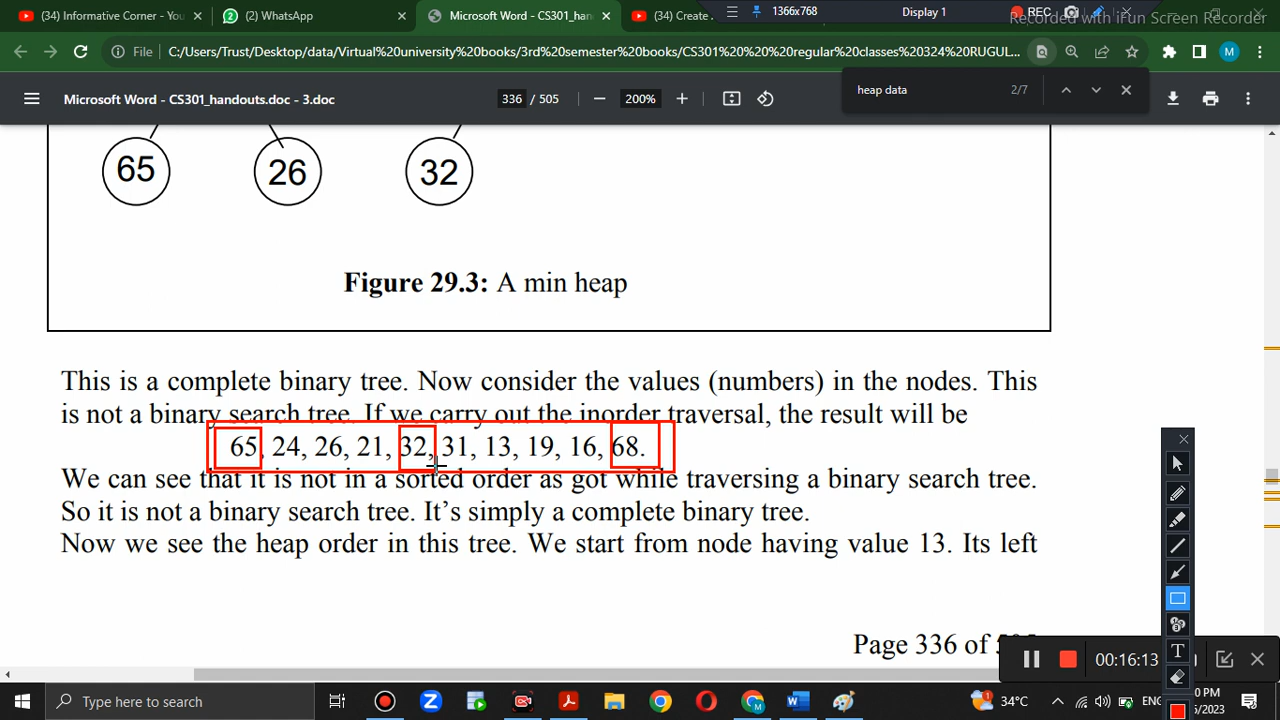 (34) Informative Corner - You
(2) WhatsApp
Microsoft Word - CS301_han
(34) Create
1366x768
Display 1
REC
Recorded with iFun Screen Recorder
File
C:/Users/Trust/Desktop/data/Virtual%20university%20books/3rd%20semester%20books/CS301%20%20%20regular%20classes%20324%20RUGUL...
M
Microsoft Word - CS301_handouts.doc - 3.doc
336 / 505
200%
heap data
2/7
65
26
32
Figure 29.3: A min heap
This is a complete binary tree. Now consider the values (numbers) in the nodes. This
is not a binary search tree. If we carry out the inorder traversal, the result will be
65, 24, 26, 21, 32, 31, 13, 19, 16, 68.
We can see that it is not in a sorted order as got while traversing a binary search tree.
So it is not a binary search tree. It's simply a complete binary tree.
Now we see the heap order in this tree. We start from node having value 13. Its left
Page 336 of
T
00:16:13
Type here to search
34°C
ENG